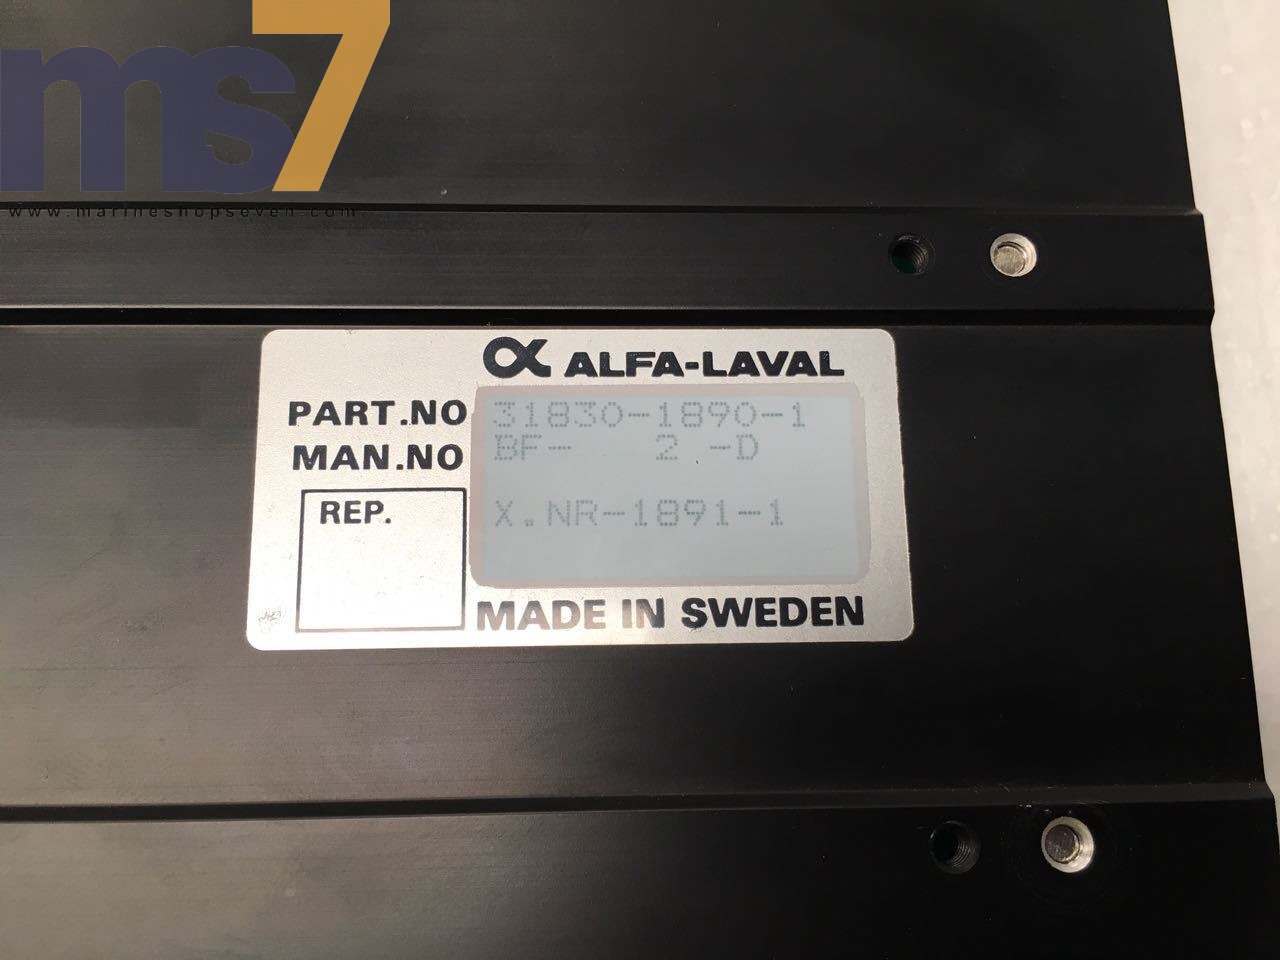 ms7
www.marineshopseven.com
α ALFA-LAVAL
PART.NO 31830-1890-1
MAN.NO BF- 2 -D
REP.
X.NR-1891-1
MADE IN SWEDEN